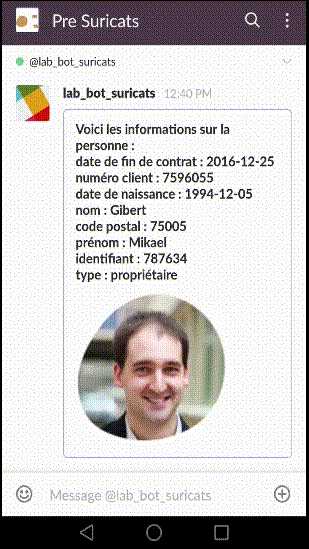 Pre Suricats
@lab_bot_suricats
lab_bot_suricats 12:40 PM
Voici les informations sur la
personne :
date de fin de contrat : 2016-12-25
numéro client : 7596055
date de naissance : 1994-12-05
nom : Gibert
code postal : 75005
prénom : Mikael
identifiant : 787634
type : propriétaire
Message @lab_bot_suricats